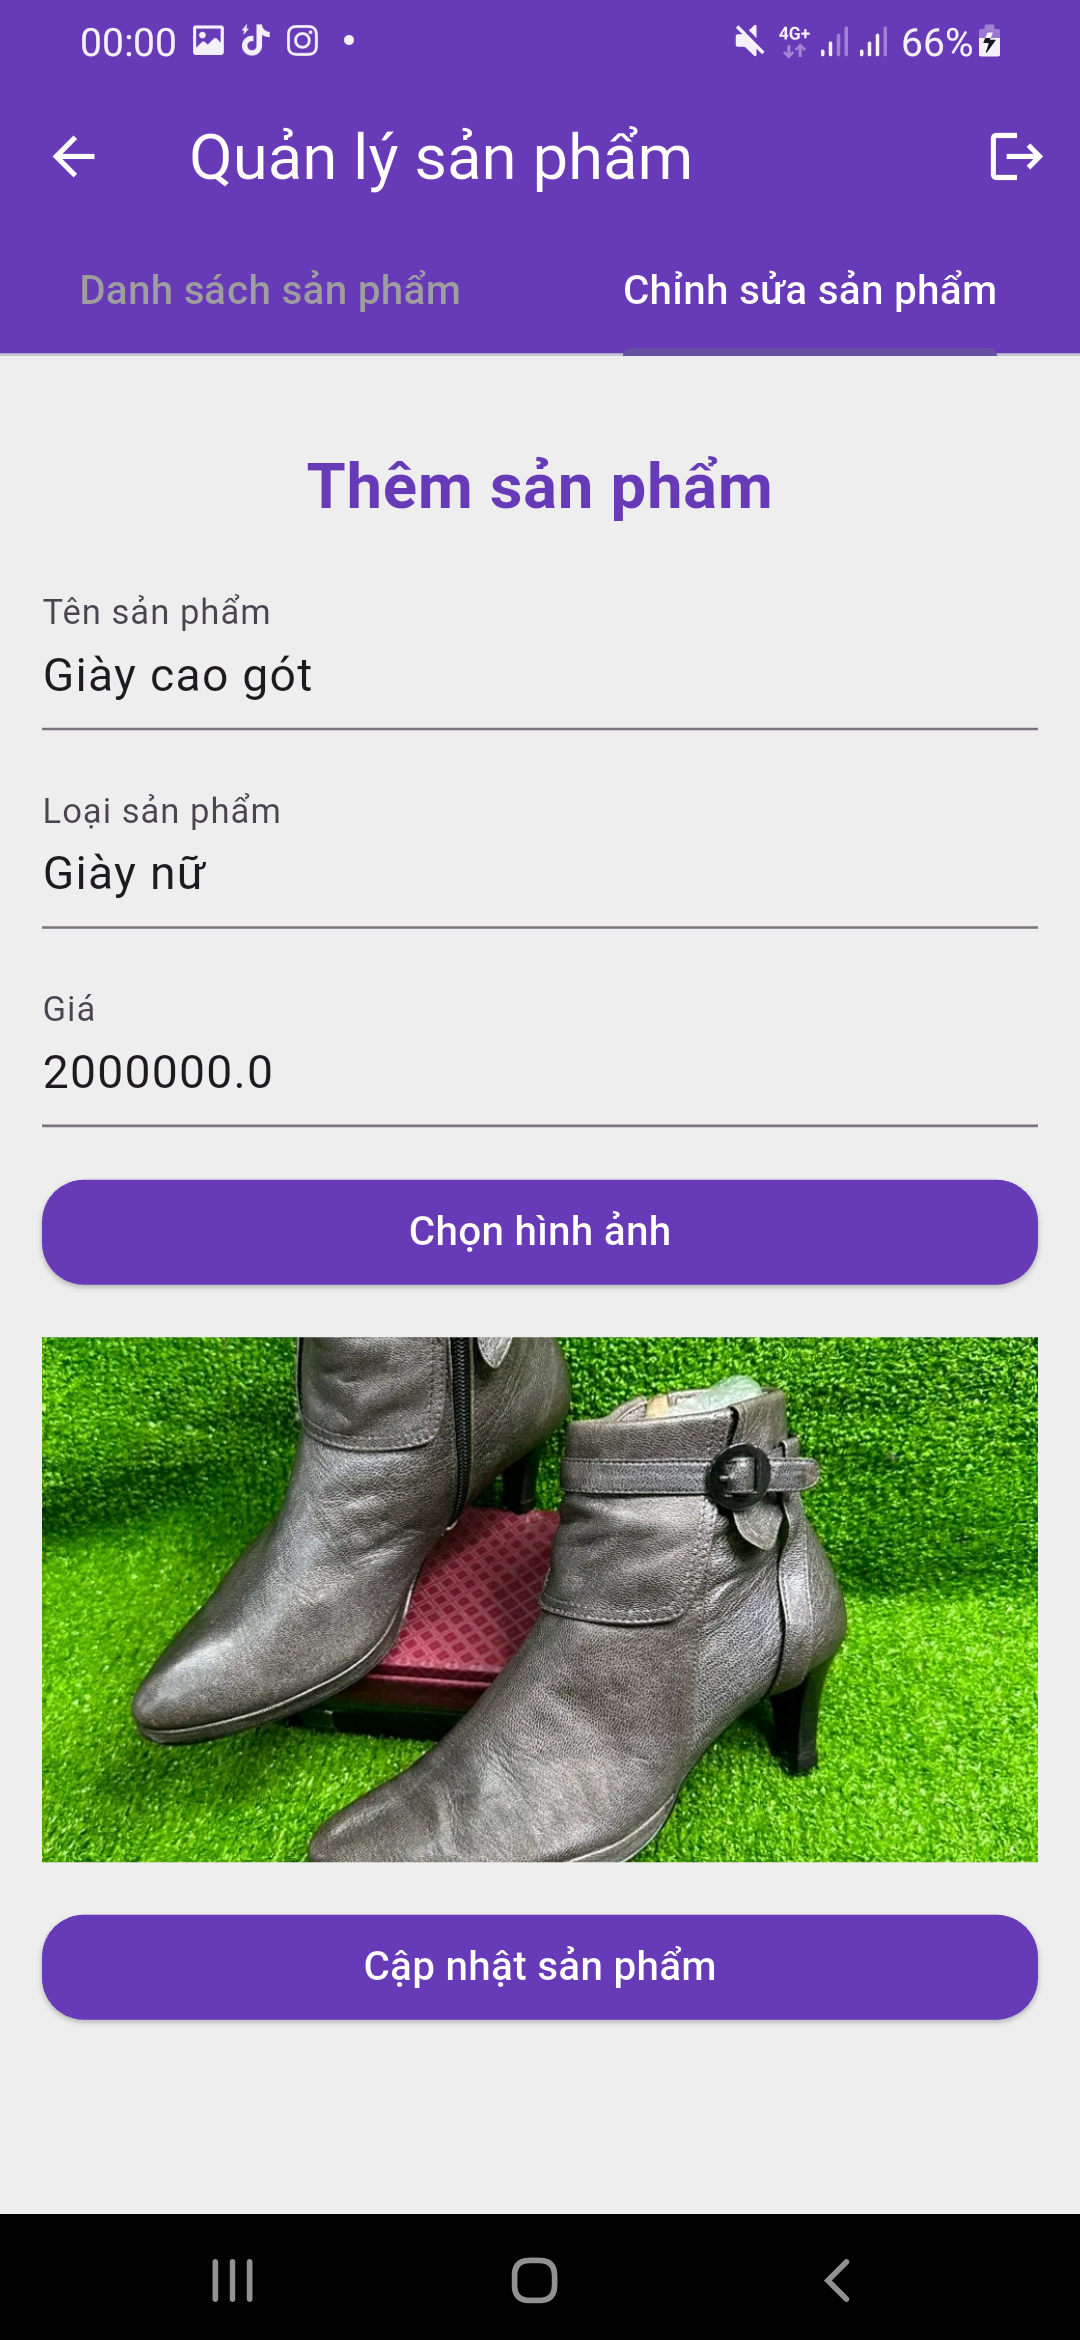 00:00
4G+
66%
Quản lý sản phẩm
Danh sách sản phẩm
Chỉnh sửa sản phẩm
Thêm sản phẩm
Tên sản phẩm
Giày cao gót
Loại sản phẩm
Giày nữ
Giá
2000000.0
Chọn hình ảnh
Cập nhật sản phẩm